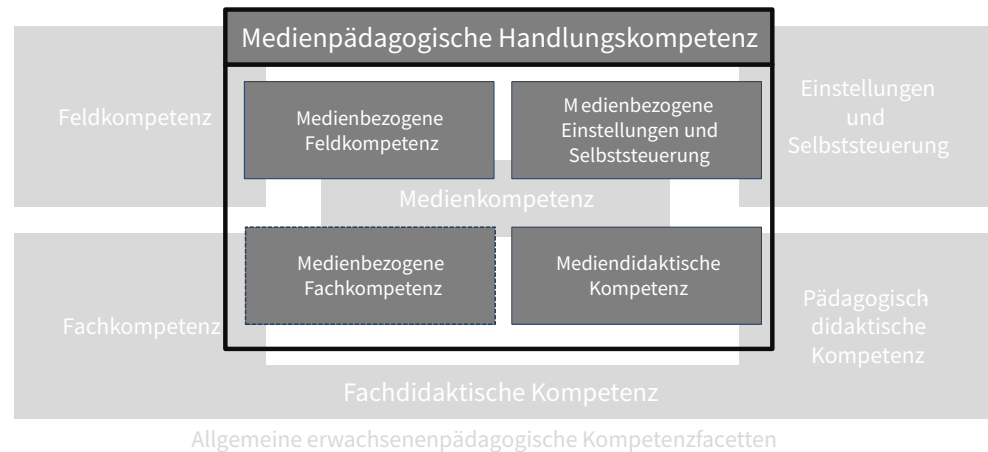 Medienpädagogische Handlungskompetenz
Feldkompetenz
Medienbezogene
Feldkompetenz
Medienbezogene
Einstellungen und
Selbststeuerung
Einstellungen
und
Selbststeuerung
Medienkompetenz
Fachkompetenz
Medienbezogene
Fachkompetenz
Mediendidaktische
Kompetenz
Pädagogisch-
didaktische
Kompetenz
Fachdidaktische Kompetenz
Allgemeine erwachsenenpädagogische Kompetenzfacetten